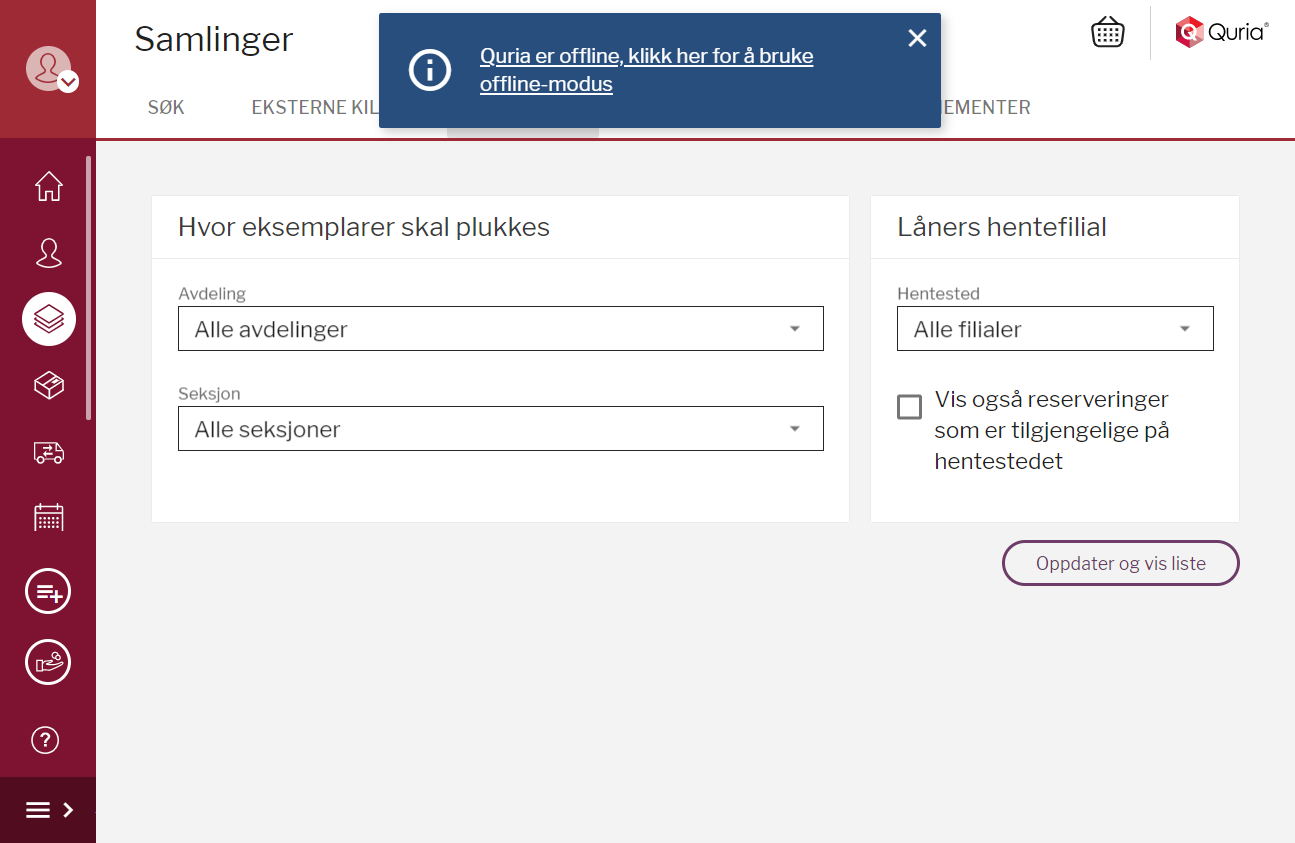 Samlinger
Quria er offline, klikk her for å bruke
offline-modus
Quria®
SØK
EKSTERNE KIL
EMENTER
Hvor eksemplarer skal plukkes
Avdeling
Alle avdelinger
Seksjon
Alle seksjoner
Låners hentefilial
Hentested
Alle filialer
Vis også reserveringer
som er tilgjengelige på
hentestedet
Oppdater og vis liste